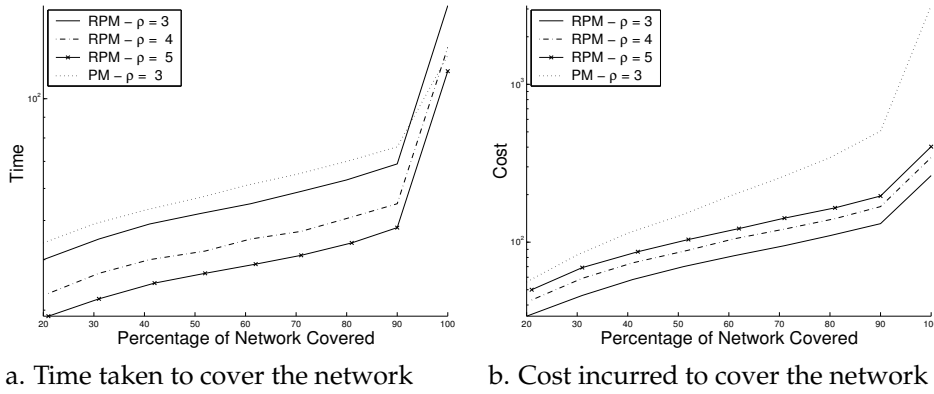 RPM − ρ = 3
RPM − ρ = 4
RPM − ρ = 5
PM − ρ = 3
10²
Time
20 30 40 50 60 70 80 90 100
Percentage of Network Covered
a. Time taken to cover the network
RPM − ρ = 3
RPM − ρ = 4
RPM − ρ = 5
PM − ρ = 3
10³
10²
Cost
20 30 40 50 60 70 80 90 100
Percentage of Network Covered
b. Cost incurred to cover the network